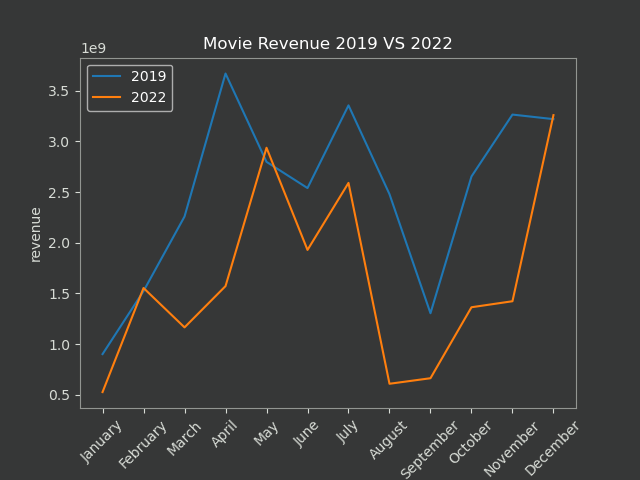 Movie Revenue 2019 VS 2022
1e9
2019
2022
3.5
3.0
2.5
2.0
1.5
1.0
0.5
revenue
January
February
March
April
May
June
July
August
September
October
November
December